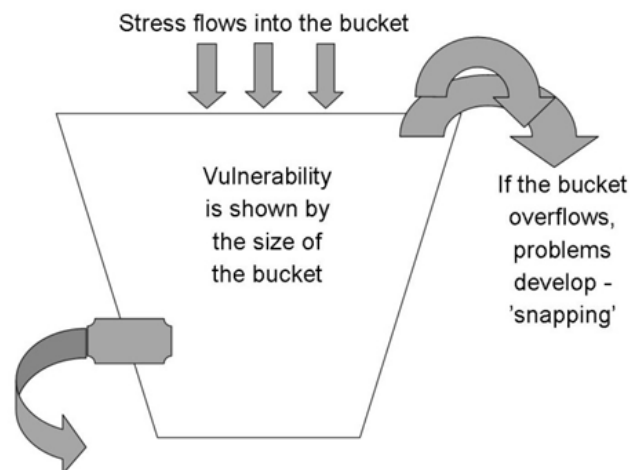 Stress flows into the bucket
Vulnerability
is shown by
the size of
the bucket
If the bucket
overflows,
problems
develop -
'snapping'